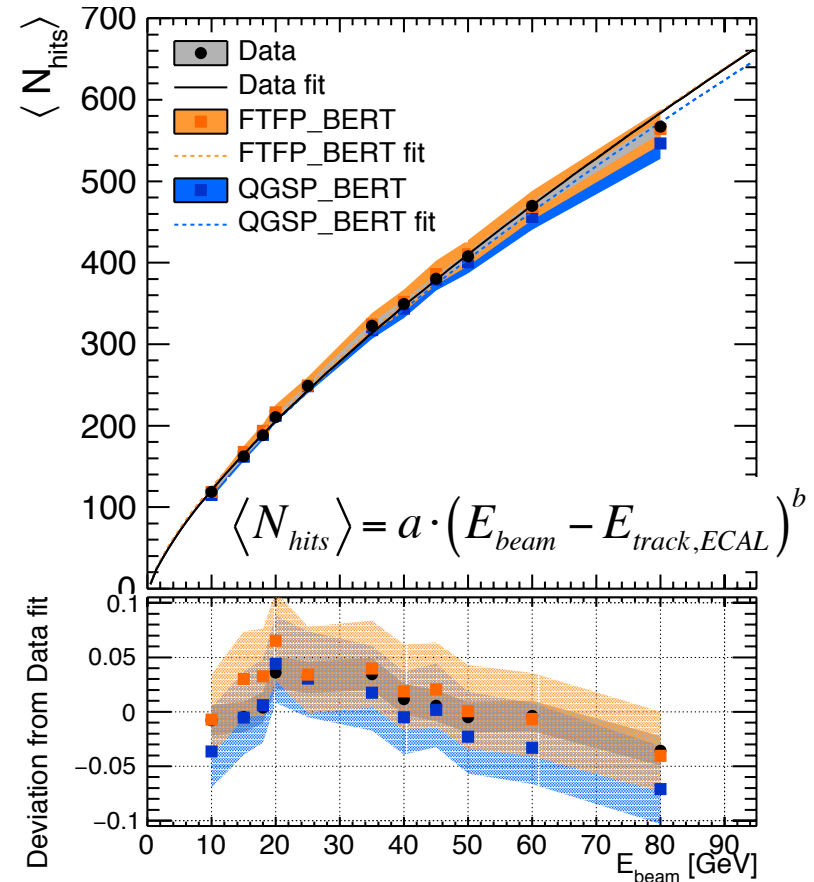 ⟨ N_hits ⟩
700
600
500
400
300
200
100
0
Data
Data fit
FTFP_BERT
FTFP_BERT fit
QGSP_BERT
QGSP_BERT fit
⟨N_hits⟩ = a · (E_beam − E_track,ECAL)^b
Deviation from Data fit
0.1
0.05
0
−0.05
−0.1
0 10 20 30 40 50 60 70 80 90
E_beam [GeV]